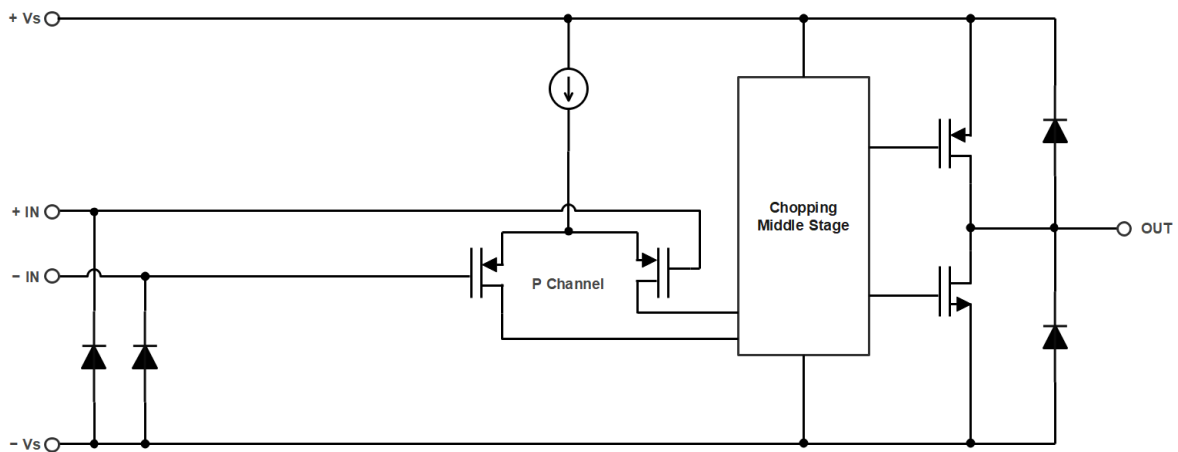 + Vs
+ IN
− IN
P Channel
Chopping
Middle Stage
OUT
− Vs